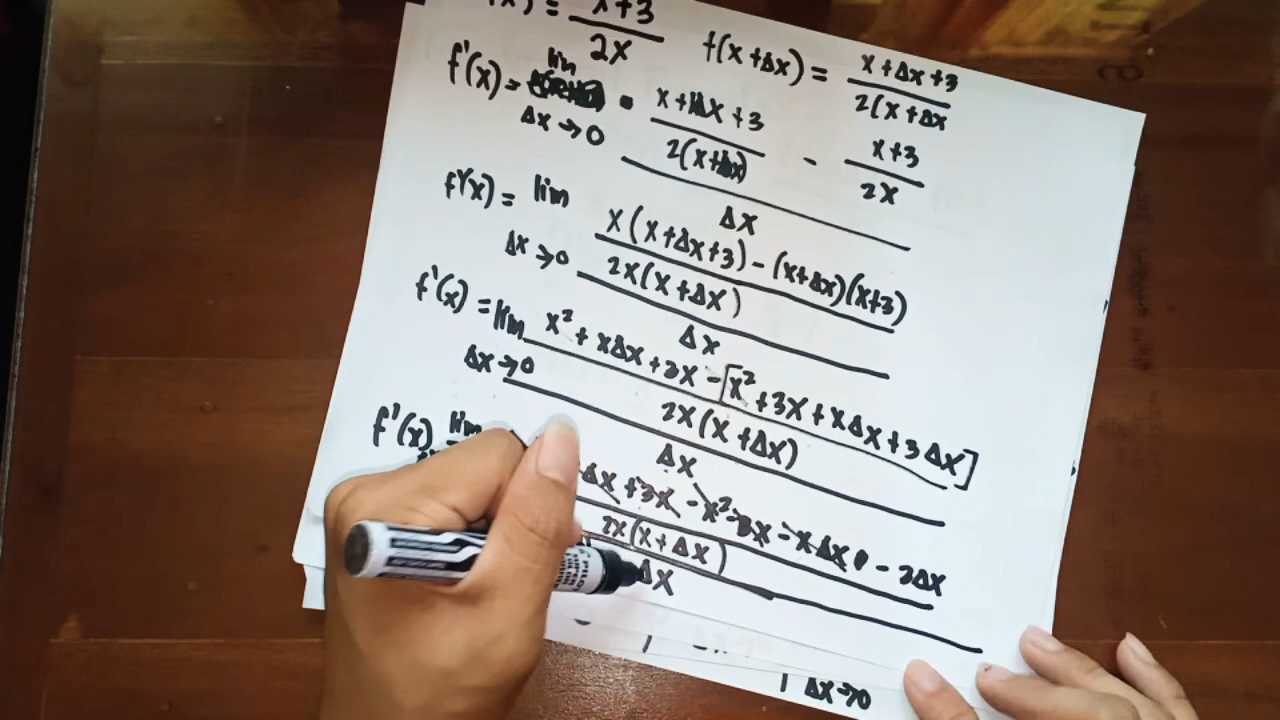 f(x) = x+3 / 2x    f(x+Δx) = x+Δx+3 / 2(x+Δx
f'(x) = lim Δx→0 x+Δx+3 / 2(x+Δx) - x+3 / 2x
Δx
f'(x) = lim Δx→0 x(x+Δx+3) - (x+Δx)(x+3)
2x(x+Δx)
Δx
f'(x) = lim Δx→0 x² + xΔx + 3x - [x² + 3x + xΔx + 3Δx]
2x(x+Δx)
Δx
f'(x) lim Δx + 3x - x² - 3x - xΔx - 3Δx
2x(x+Δx)
Δx
Δx→0